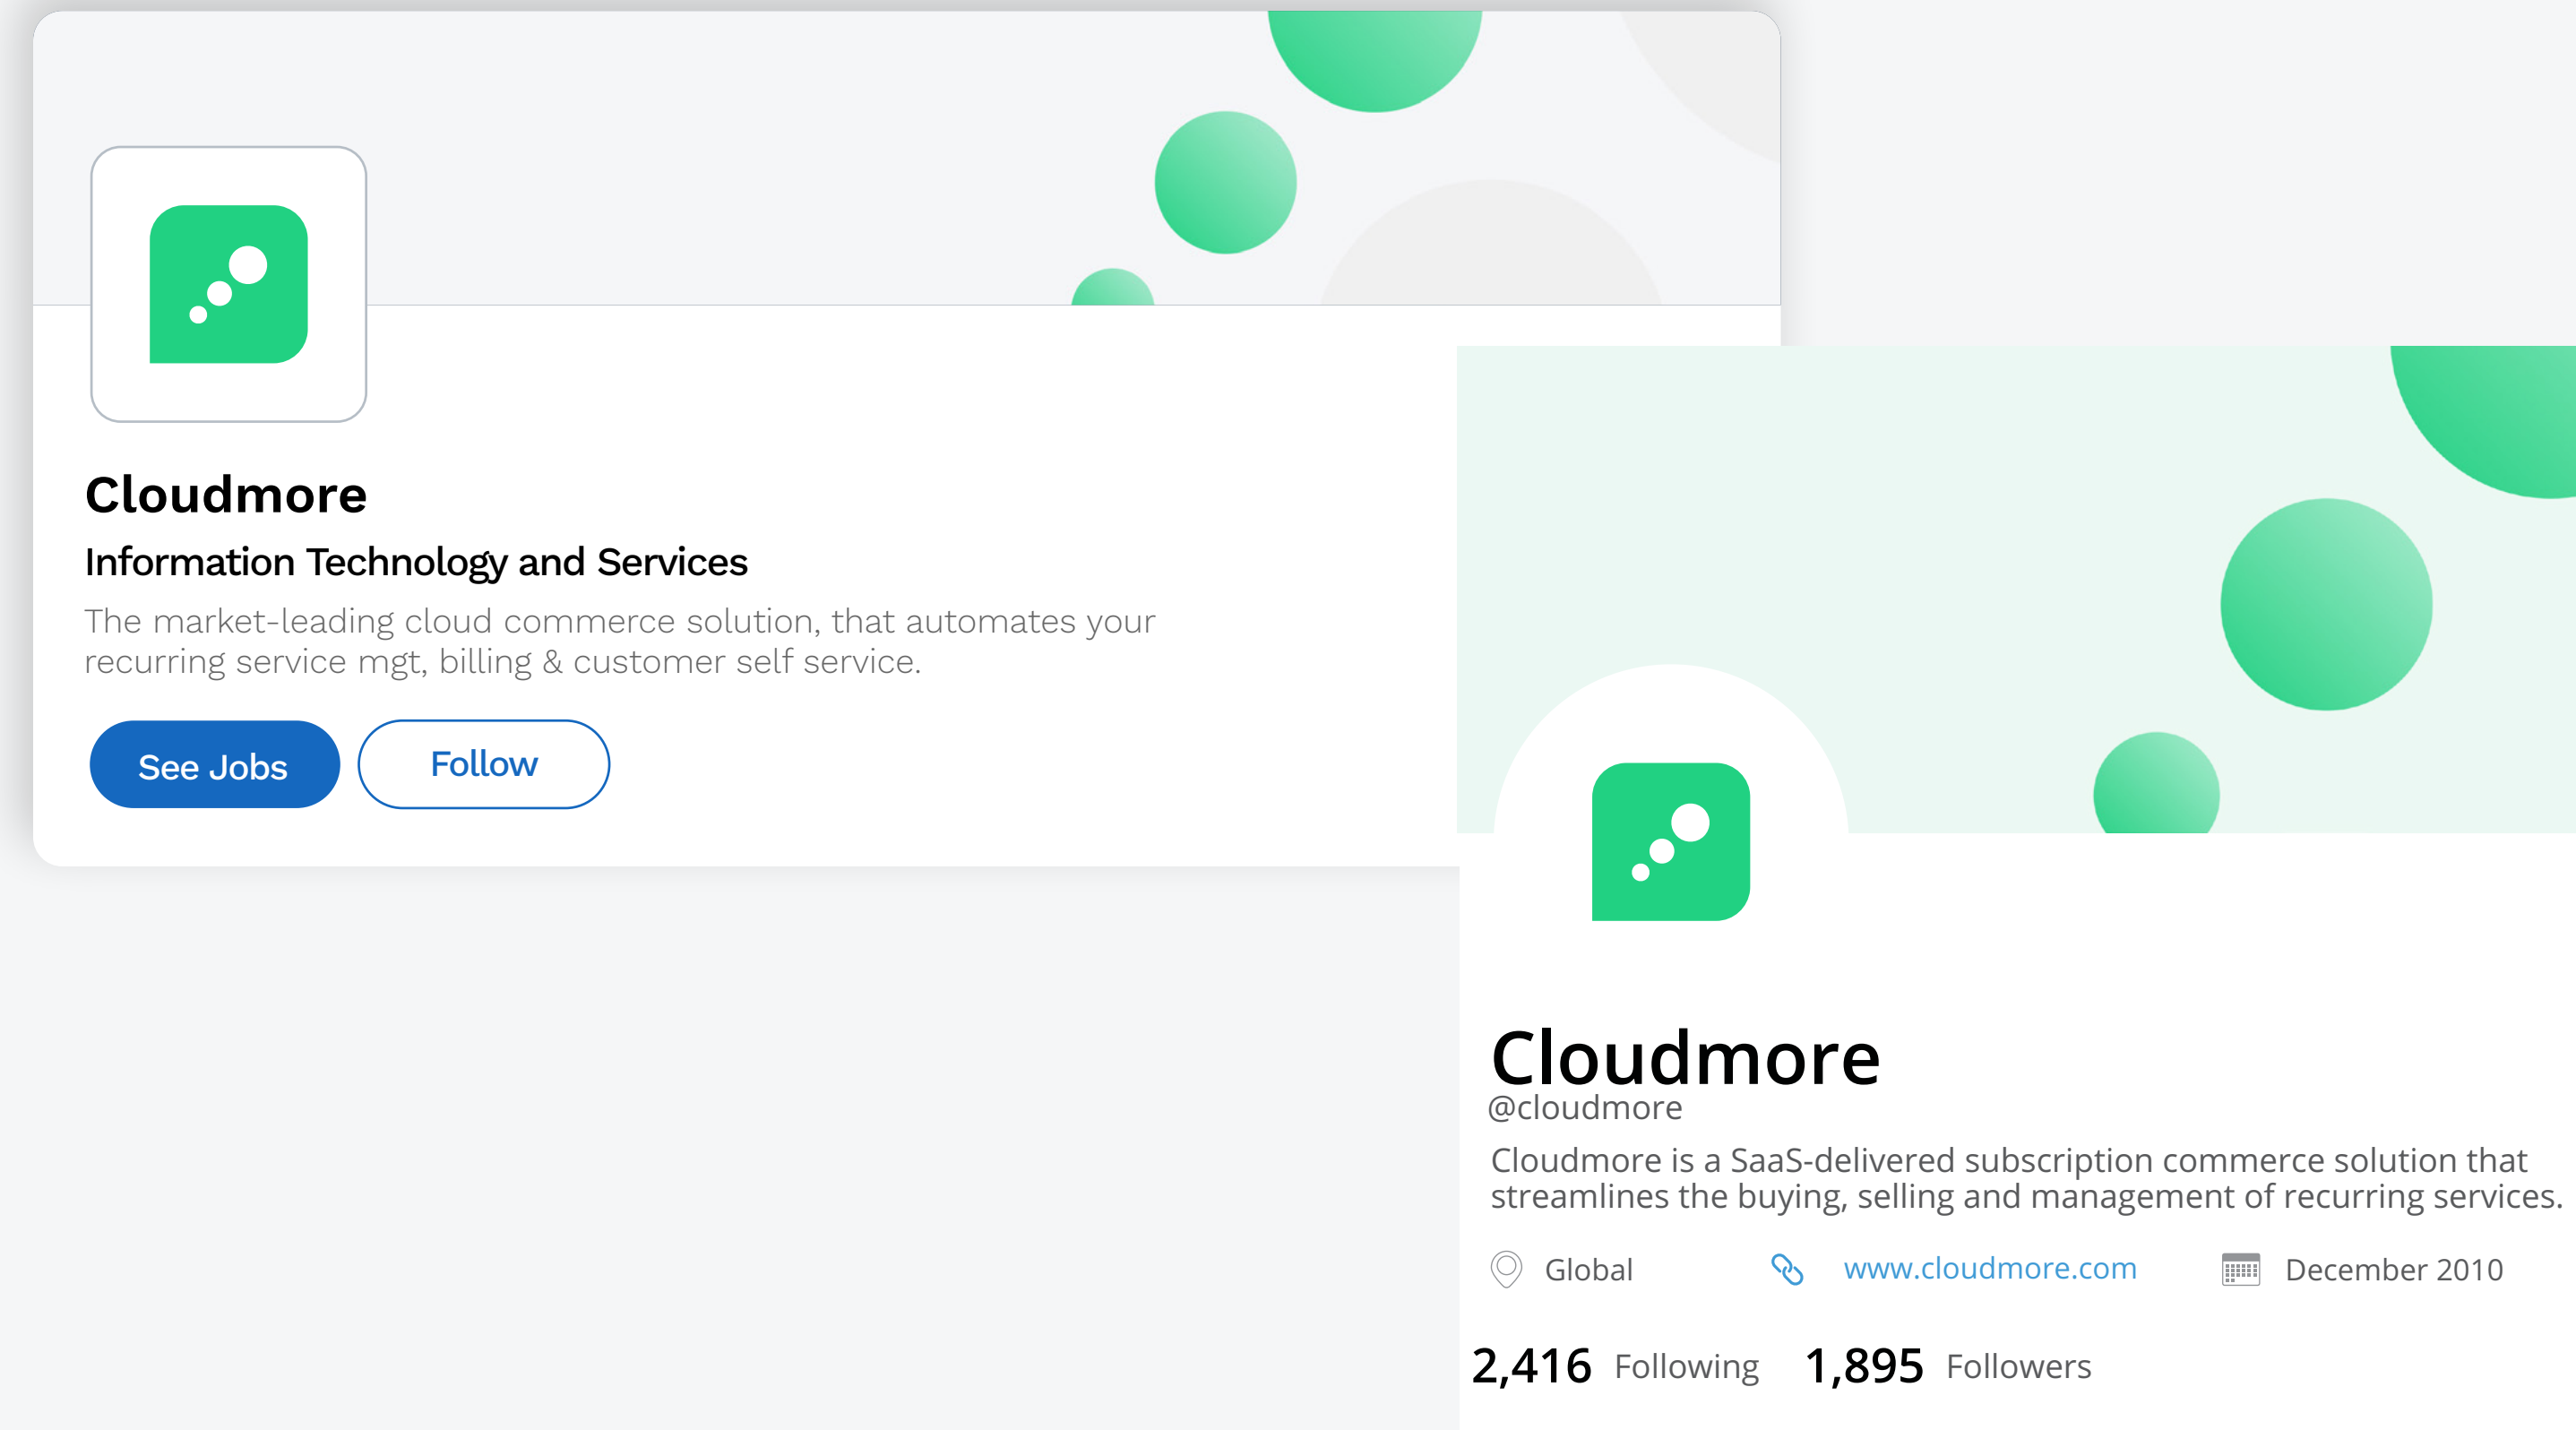 Cloudmore
Information Technology and Services
The market-leading cloud commerce solution, that automates your
recurring service mgt, billing & customer self service.
See Jobs
Follow
Cloudmore
@cloudmore
Cloudmore is a SaaS-delivered subscription commerce solution that
streamlines the buying, selling and management of recurring services.
Global
www.cloudmore.com
December 2010
2,416 Following 1,895 Followers